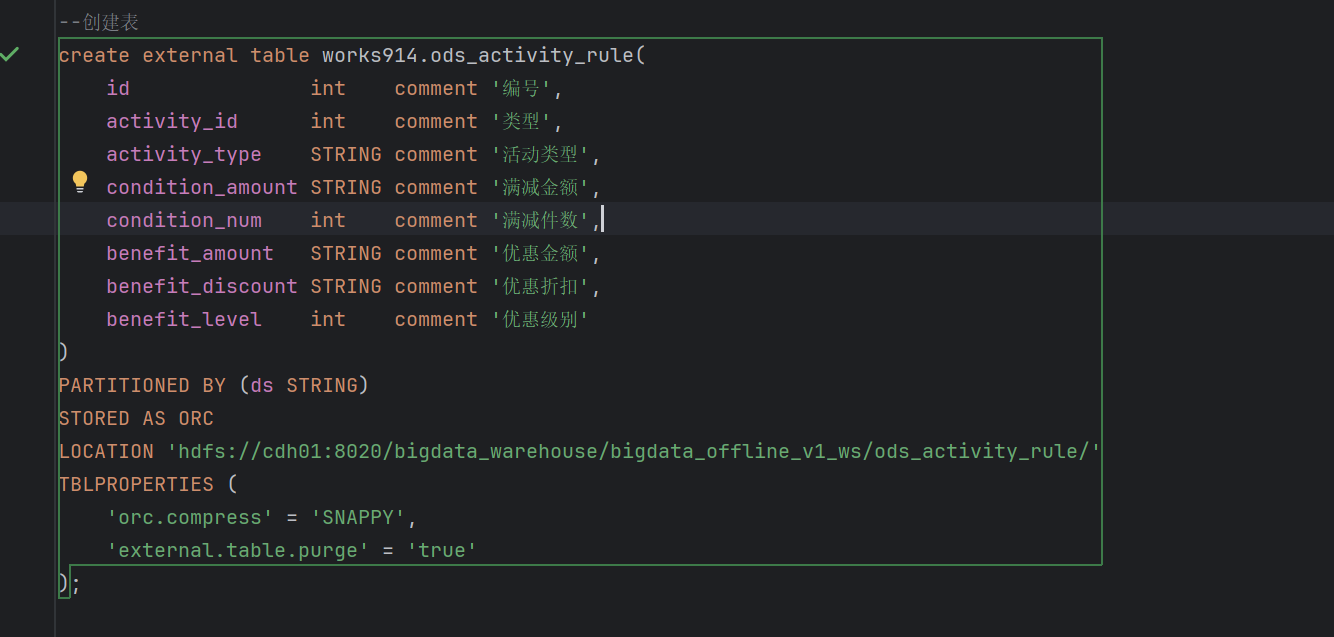 --创建表
create external table works914.ods_activity_rule(
    id               int    comment '编号',
    activity_id      int    comment '类型',
    activity_type    STRING comment '活动类型',
    condition_amount STRING comment '满减金额',
    condition_num    int    comment '满减件数',
    benefit_amount   STRING comment '优惠金额',
    benefit_discount STRING comment '优惠折扣',
    benefit_level    int    comment '优惠级别'
)
PARTITIONED BY (ds STRING)
STORED AS ORC
LOCATION 'hdfs://cdh01:8020/bigdata_warehouse/bigdata_offline_v1_ws/ods_activity_rule/'
TBLPROPERTIES (
    'orc.compress' = 'SNAPPY',
    'external.table.purge' = 'true'
);